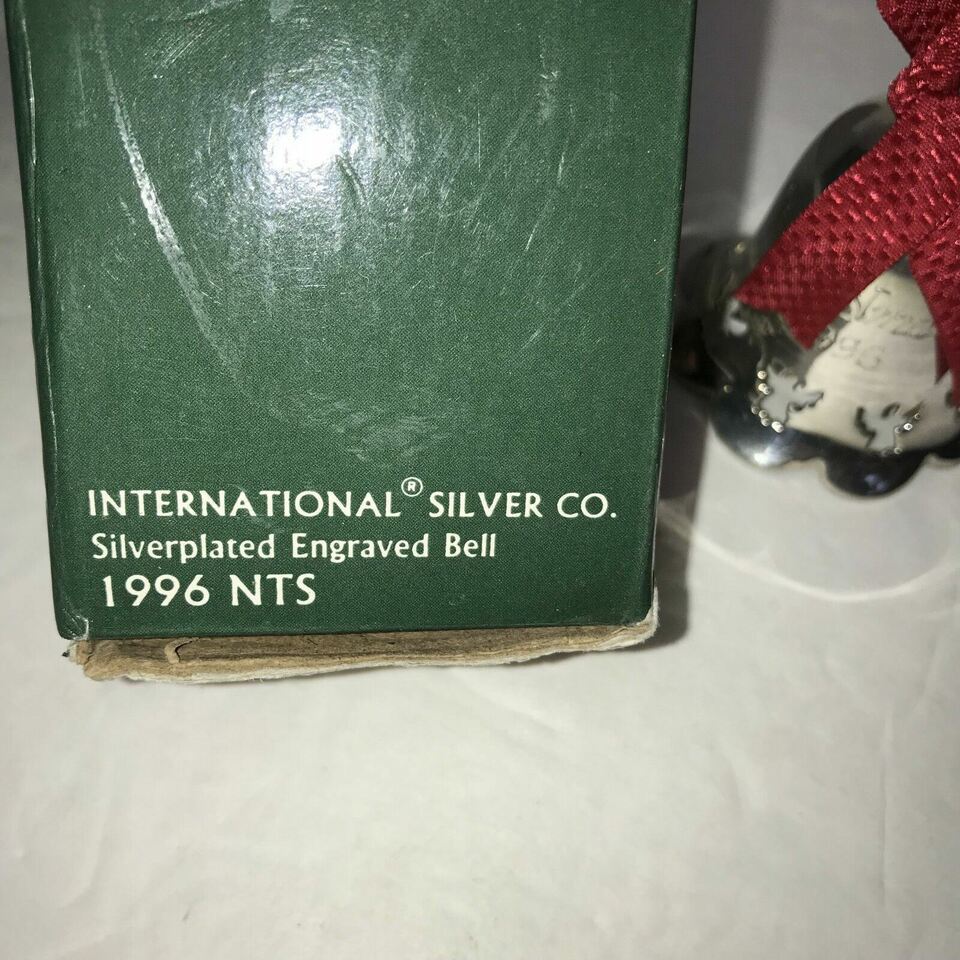 INTERNATIONAL® SILVER CO.
Silverplated Engraved Bell
1996 NTS